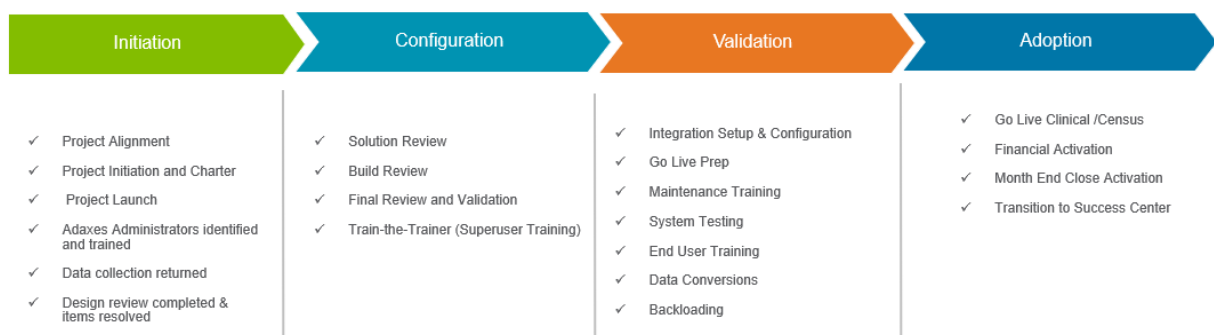 Initiation
Configuration
Validation
Adoption
Project Alignment
Project Initiation and Charter
Project Launch
Adaxes Administrators identified
and trained
Data collection returned
Design review completed &
items resolved
Solution Review
Build Review
Final Review and Validation
Train-the-Trainer (Superuser Training)
Integration Setup & Configuration
Go Live Prep
Maintenance Training
System Testing
End User Training
Data Conversions
Backloading
Go Live Clinical /Census
Financial Activation
Month End Close Activation
Transition to Success Center